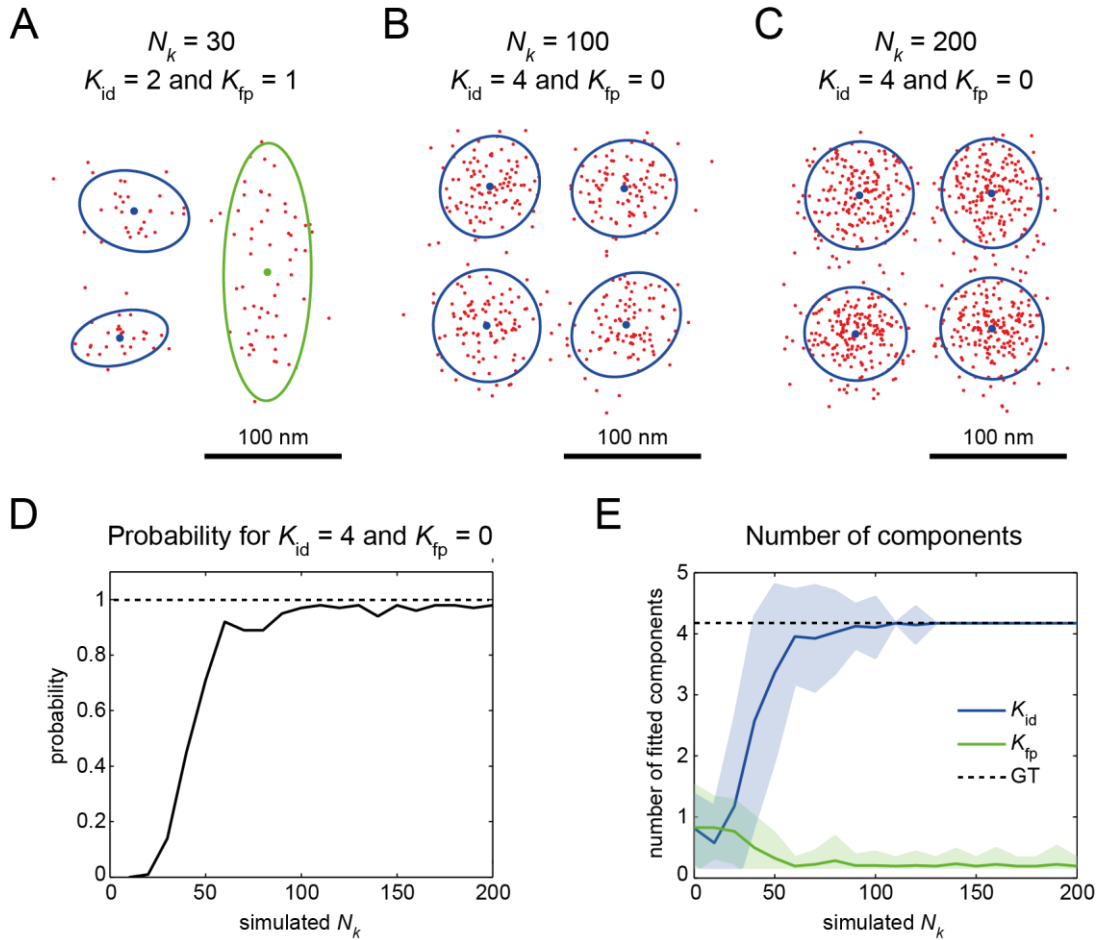 A
N_k = 30
K_id = 2 and K_fp = 1
100 nm
B
N_k = 100
K_id = 4 and K_fp = 0
100 nm
C
N_k = 200
K_id = 4 and K_fp = 0
100 nm
D
Probability for K_id = 4 and K_fp = 0
probability
1
0.8
0.6
0.4
0.2
0
0 50 100 150 200
simulated N_k
E
Number of components
number of fitted components
5
4
3
2
1
0
K_id
K_fp
GT
0 50 100 150 200
simulated N_k